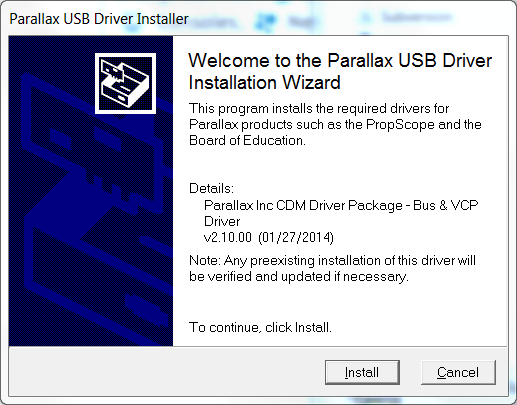 Parallax USB Driver Installer
Welcome to the Parallax USB Driver
Installation Wizard
This program installs the required drivers for
Parallax products such as the PropScope and the
Board of Education.
Details:
Parallax Inc CDM Driver Package - Bus & VCP
Driver
v2.10.00 (01/27/2014)
Note: Any preexisting installation of this driver will
be verified and updated if necessary.
To continue, click Install.
Install
Cancel